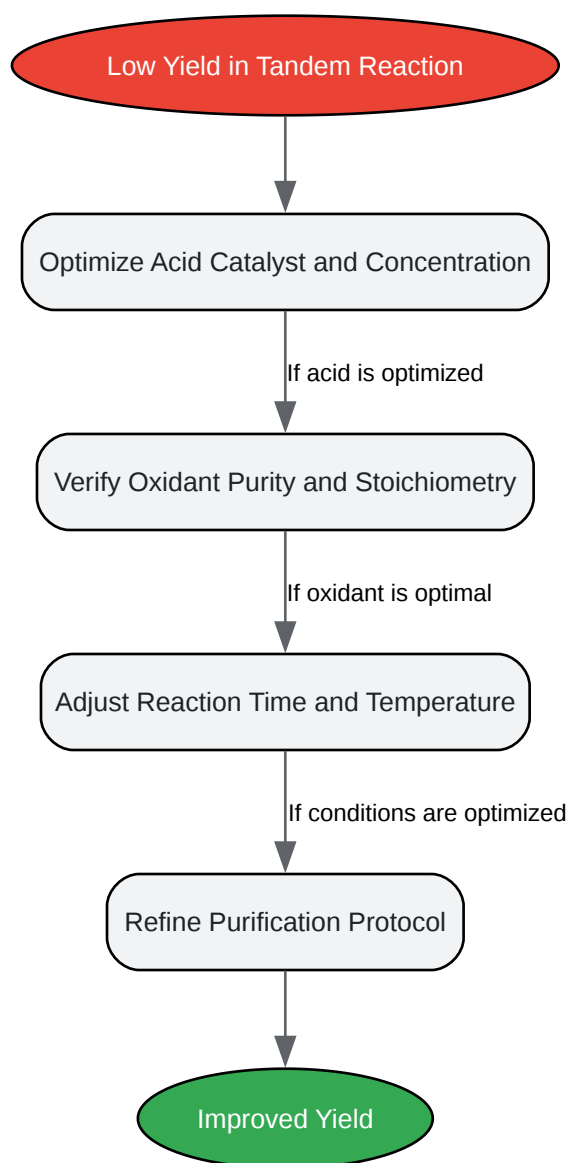 Low Yield in Tandem Reaction
Optimize Acid Catalyst and Concentration
If acid is optimized
Verify Oxidant Purity and Stoichiometry
If oxidant is optimal
Adjust Reaction Time and Temperature
If conditions are optimized
Refine Purification Protocol
Improved Yield